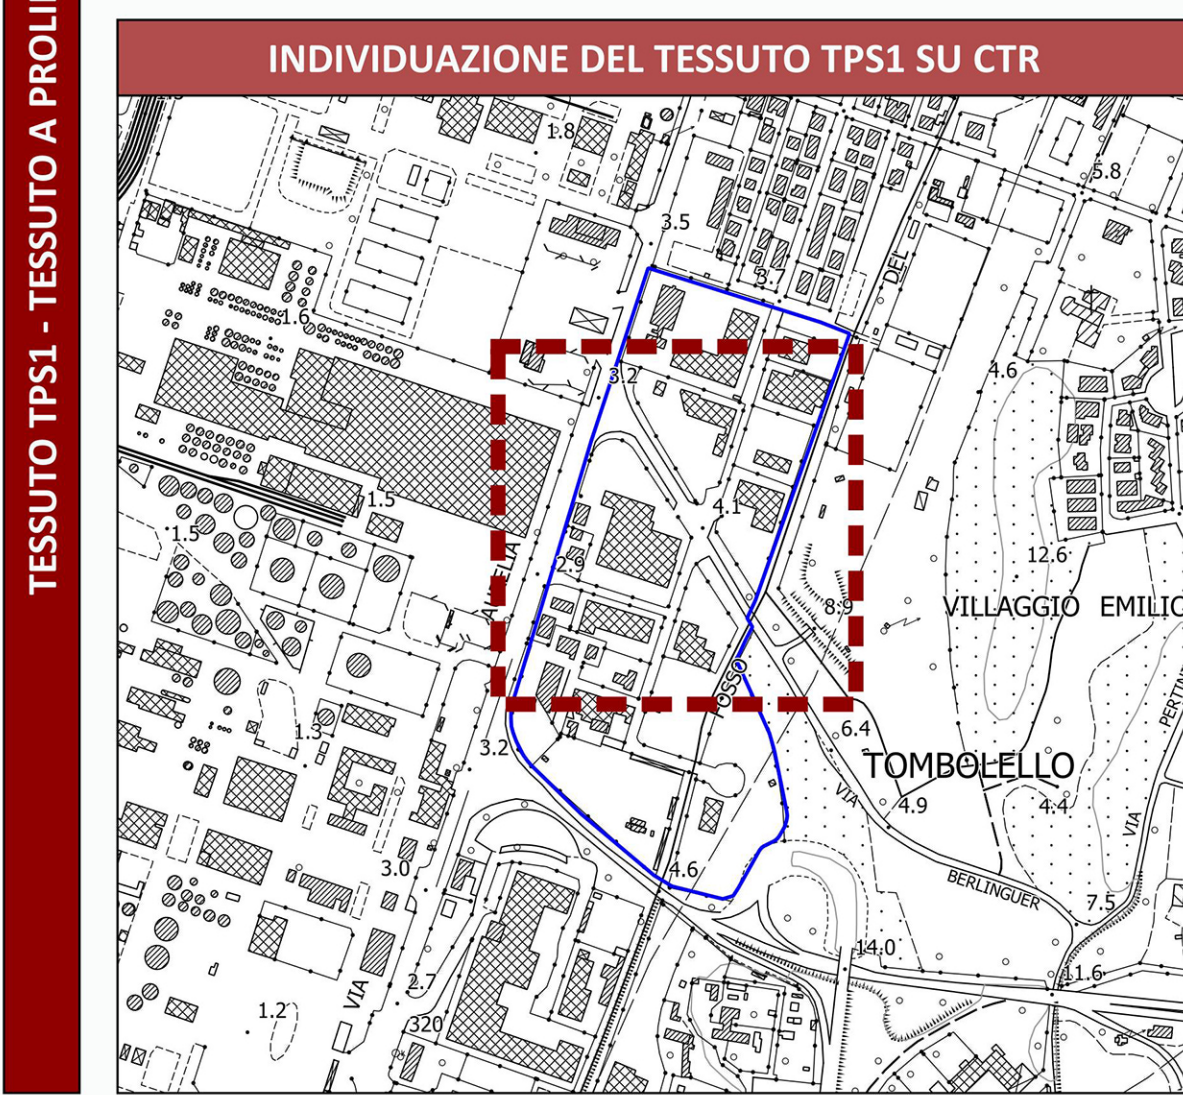 INDIVIDUAZIONE DEL TESSUTO TPS1 SU CTR
TESSUTO TPS1 - TESSUTO A PROLI
1.8
5.8
3.5
DEL
3.7
1.6
3.2
4.6
1.5
4.1
1.5
12.6
2.9
8.9
VILLAGGIO EMILIO
FOSSO
1.3
3.2
6.4
TOMBOLELLO
VIA
4.9
4.4
VIA
3.0
4.6
BERLINGUER
7.5
14.0
11.6
2.7
VIA
1.2
320